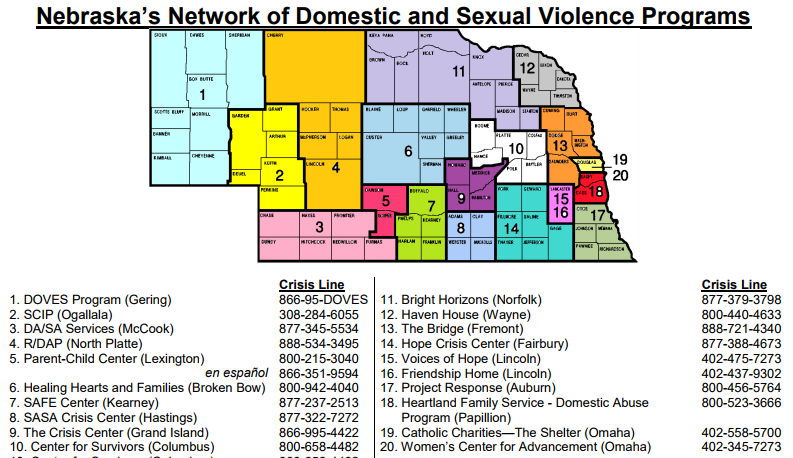 Nebraska's Network of Domestic and Sexual Violence Programs
SIOUX DAWES SHERIDAN CHERRY KEYA PAHA BOYD
BROWN ROCK HOLT KNOX CEDAR DIXON
DAKOTA
BOX BUTTE 11 12
1 ANTELOPE PIERCE WAYNE THURSTON
SCOTTS BLUFF MORRILL GARDEN GRANT HOOKER THOMAS BLAINE LOUP GARFIELD WHEELER MADISON STANTON CUMING BURT
BOONE
BANNER ARTHUR MCPHERSON LOGAN CUSTER VALLEY GREELEY PLATTE COLFAX DODGE WASHINGTON
6 10 13 19
KIMBALL CHEYENNE DEUEL KEITH LINCOLN SHERMAN HOWARD NANCE POLK BUTLER SAUNDERS DOUGLAS 20
2 4 MERRICK
PERKINS DAWSON BUFFALO HALL HAMILTON SEWARD LANCASTER SARPY
5 7 9 15 CASS 18
CHASE HAYES FRONTIER GOSPER PHELPS KEARNEY ADAMS CLAY FILLMORE SALINE 16 OTOE 17
3 8 14
DUNDY HITCHCOCK REDWILLOW FURNAS HARLAN FRANKLIN WEBSTER NUCKOLLS THAYER JEFFERSON GAGE JOHNSON NEMAHA
PAWNEE RICHARDSON
Crisis Line
1. DOVES Program (Gering) 866-95-DOVES
2. SCIP (Ogallala) 308-284-6055
3. DA/SA Services (McCook) 877-345-5534
4. R/DAP (North Platte) 888-534-3495
5. Parent-Child Center (Lexington) 800-215-3040
en español 866-351-9594
6. Healing Hearts and Families (Broken Bow) 800-942-4040
7. SAFE Center (Kearney) 877-237-2513
8. SASA Crisis Center (Hastings) 877-322-7272
9. The Crisis Center (Grand Island) 866-995-4422
10. Center for Survivors (Columbus) 800-658-4482
Crisis Line
11. Bright Horizons (Norfolk) 877-379-3798
12. Haven House (Wayne) 800-440-4633
13. The Bridge (Fremont) 888-721-4340
14. Hope Crisis Center (Fairbury) 877-388-4673
15. Voices of Hope (Lincoln) 402-475-7273
16. Friendship Home (Lincoln) 402-437-9302
17. Project Response (Auburn) 800-456-5764
18. Heartland Family Service - Domestic Abuse 800-523-3666
Program (Papillion)
19. Catholic Charities—The Shelter (Omaha) 402-558-5700
20. Women's Center for Advancement (Omaha) 402-345-7273